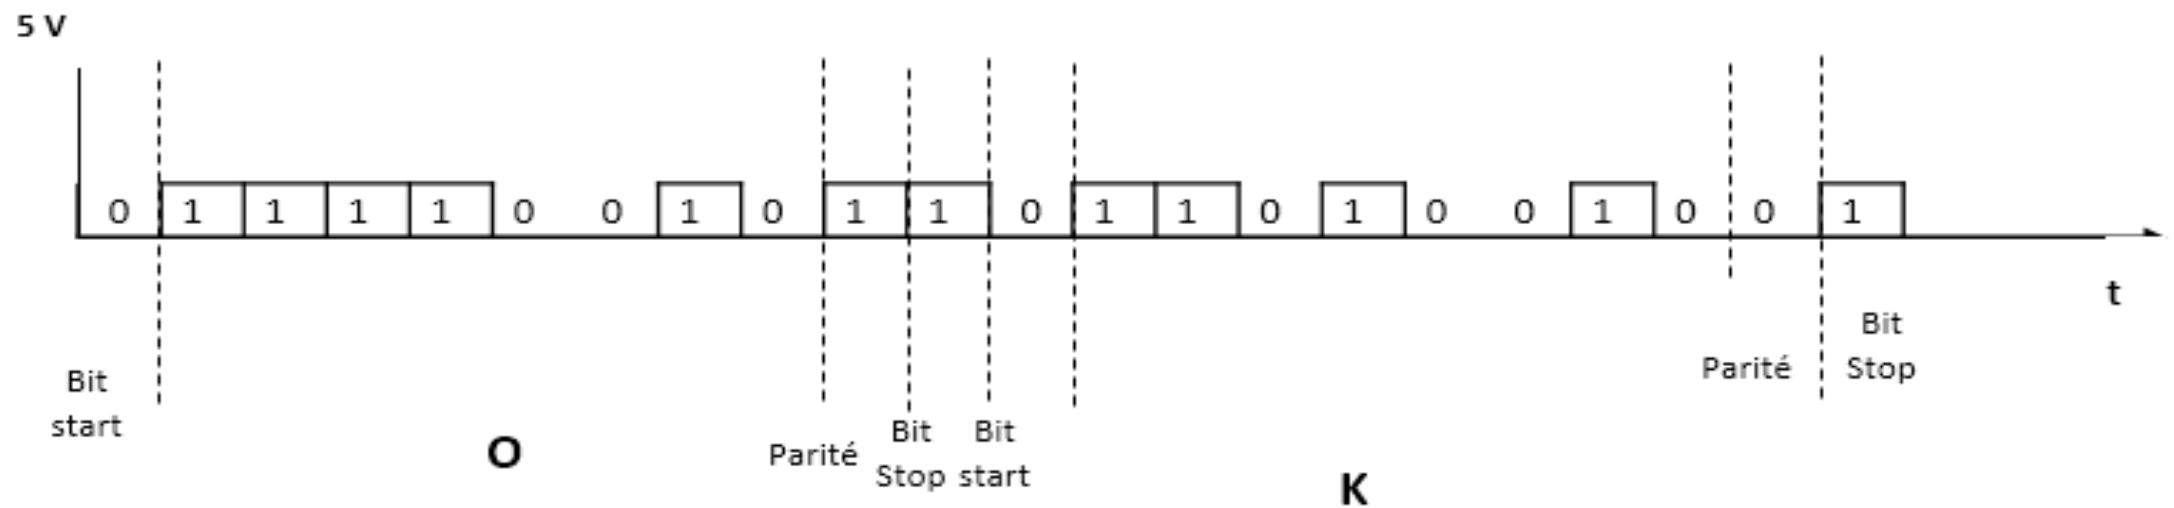 5 V
0 1 1 1 1 0 0 1 0 1 1 0 1 1 0 1 0 0 1 0 0 1
t
Bit
start
O
Parité
Bit
Stop
Bit
start
K
Parité
Bit
Stop